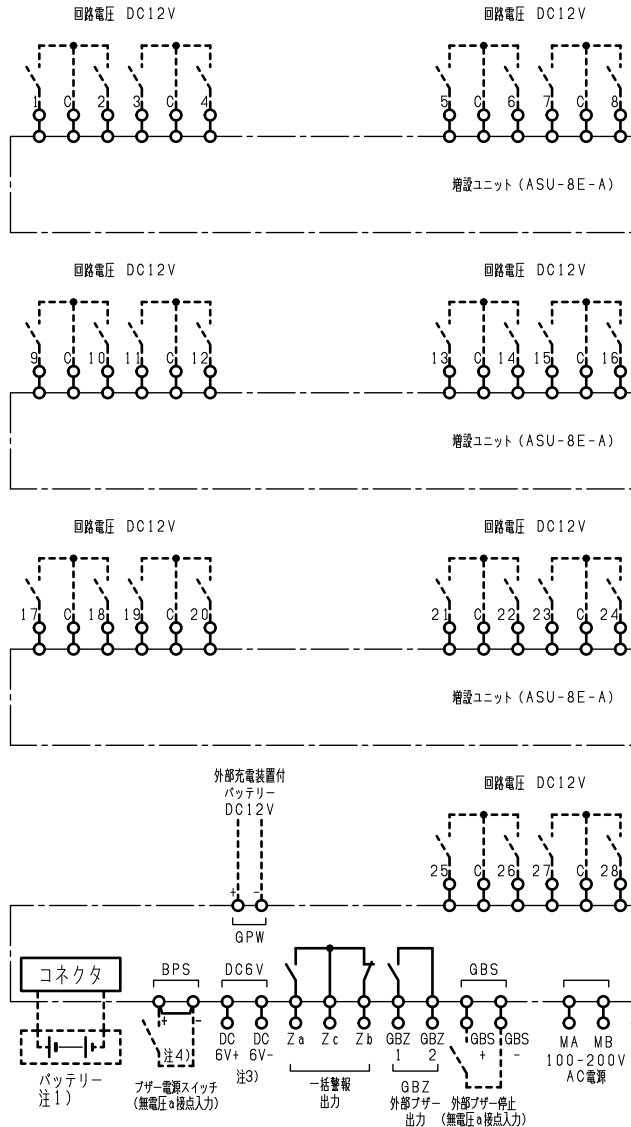 回路電圧 DC12V 回路電圧 DC12V
1 C 2 3 C 4 5 C 6 7 C 8
増設ユニット(ASU-8E-A)
回路電圧 DC12V 回路電圧 DC12V
9 C 10 11 C 12 13 C 14 15 C 16
増設ユニット(ASU-8E-A)
回路電圧 DC12V 回路電圧 DC12V
17 C 18 19 C 20 21 C 22 23 C 24
増設ユニット(ASU-8E-A)
外部充電装置付
バッテリー
DC12V
回路電圧 DC12V
25 C 26 27 C 28
+ -
GPW
コネクタ
BPS
DC6V
GBS
+ -
注4)
DC
6V+
DC
6V-
注3)
Za Zc Zb
GBZ
1
GBZ
2
GBS
+
GBS
-
MA MB
100-200V
AC電源
バッテリー
注1)
ブザー電源スイッチ
(無電圧a接点入力)
一括警報
出力
GBZ
外部ブザー
出力
外部ブザー停止
(無電圧a接点入力)